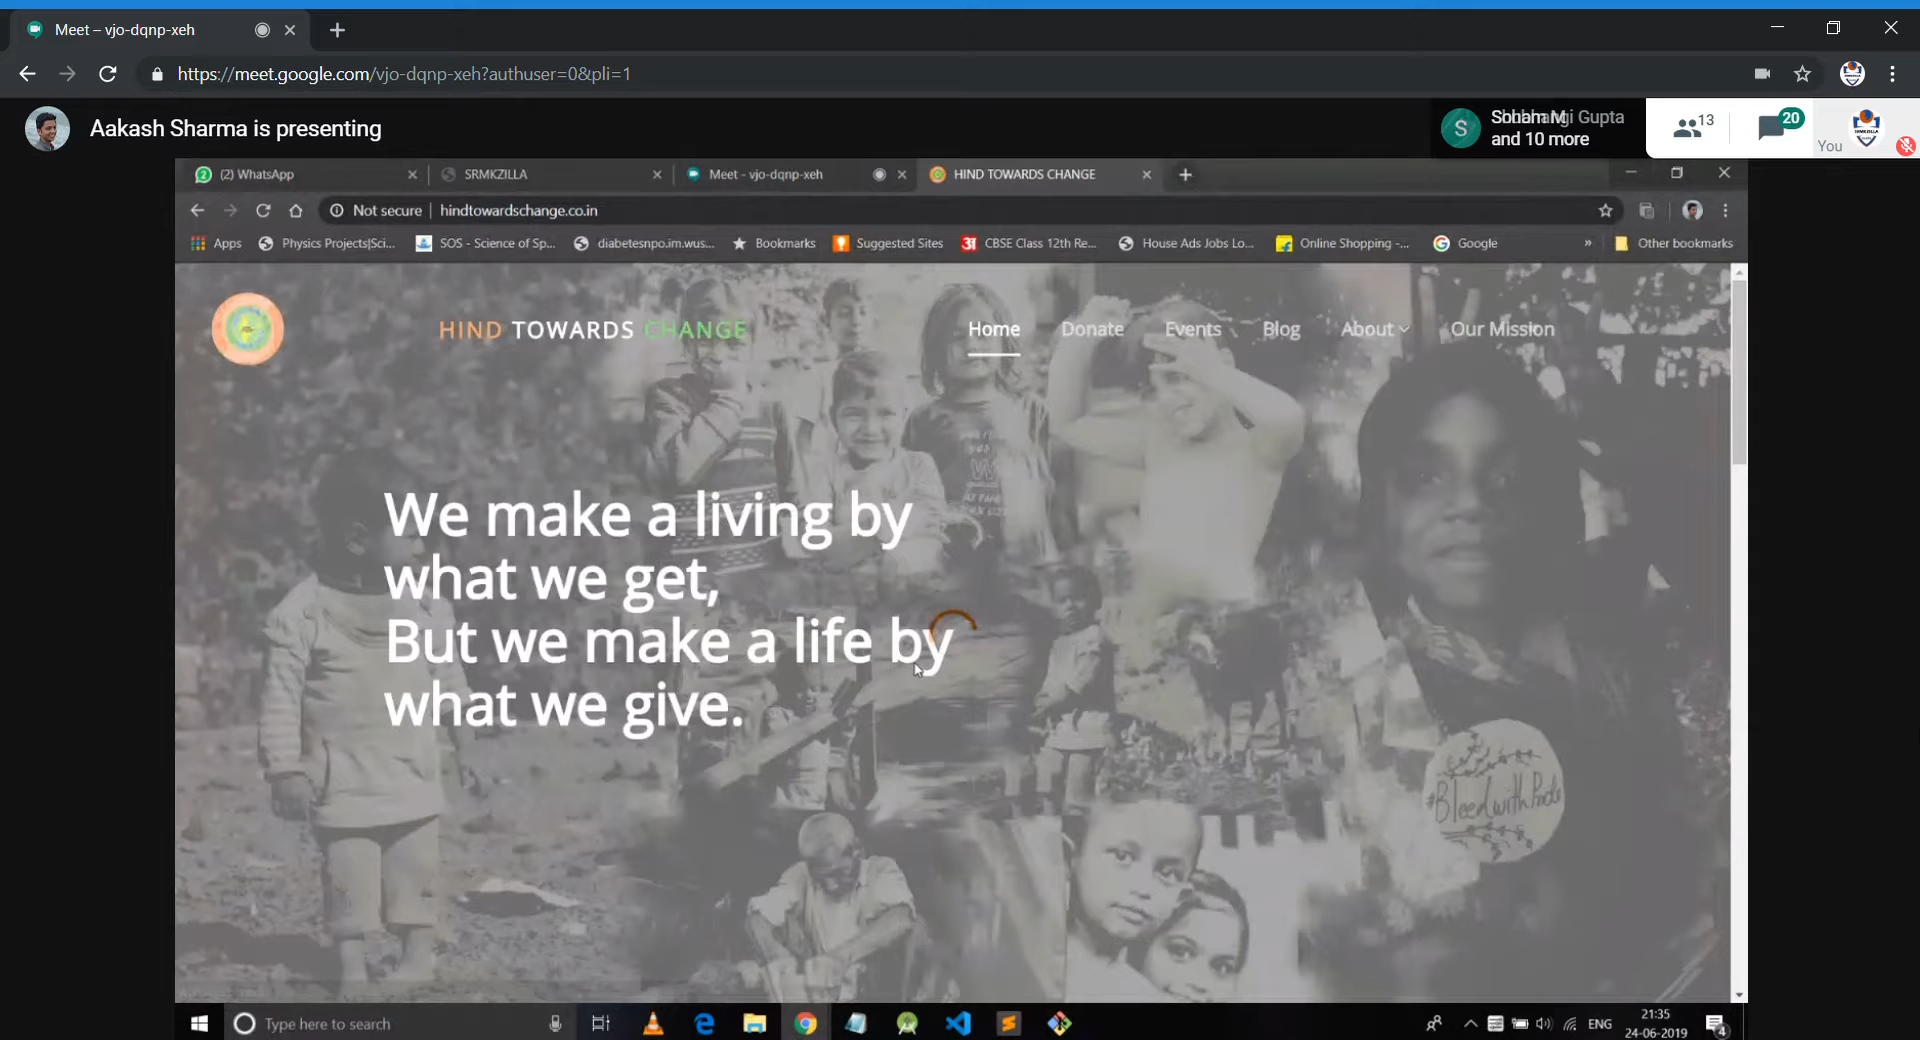 Meet – vjo-dqnp-xeh
https://meet.google.com/vjo-dqnp-xeh?authuser=0&pli=1
Aakash Sharma is presenting
S
Gupta
and 10 more
13
20
You
(2) WhatsApp
SRMKZILLA
Meet - vjo-dqnp-xeh
HIND TOWARDS CHANGE
Not secure | hindtowardschange.co.in
Apps
Physics Projects|Sci...
SOS - Science of Sp...
diabetesnpo.im.wus...
Bookmarks
Suggested Sites
31 CBSE Class 12th Re...
House Ads Jobs Lo...
Online Shopping -...
Google
»
Other bookmarks
HIND TOWARDS CHANGE
Home
Donate
Events
Blog
About
Our Mission
We make a living by
what we get,
But we make a life by
what we give.
#BleedwithPride
Type here to search
ENG
21:35
24-06-2019
4